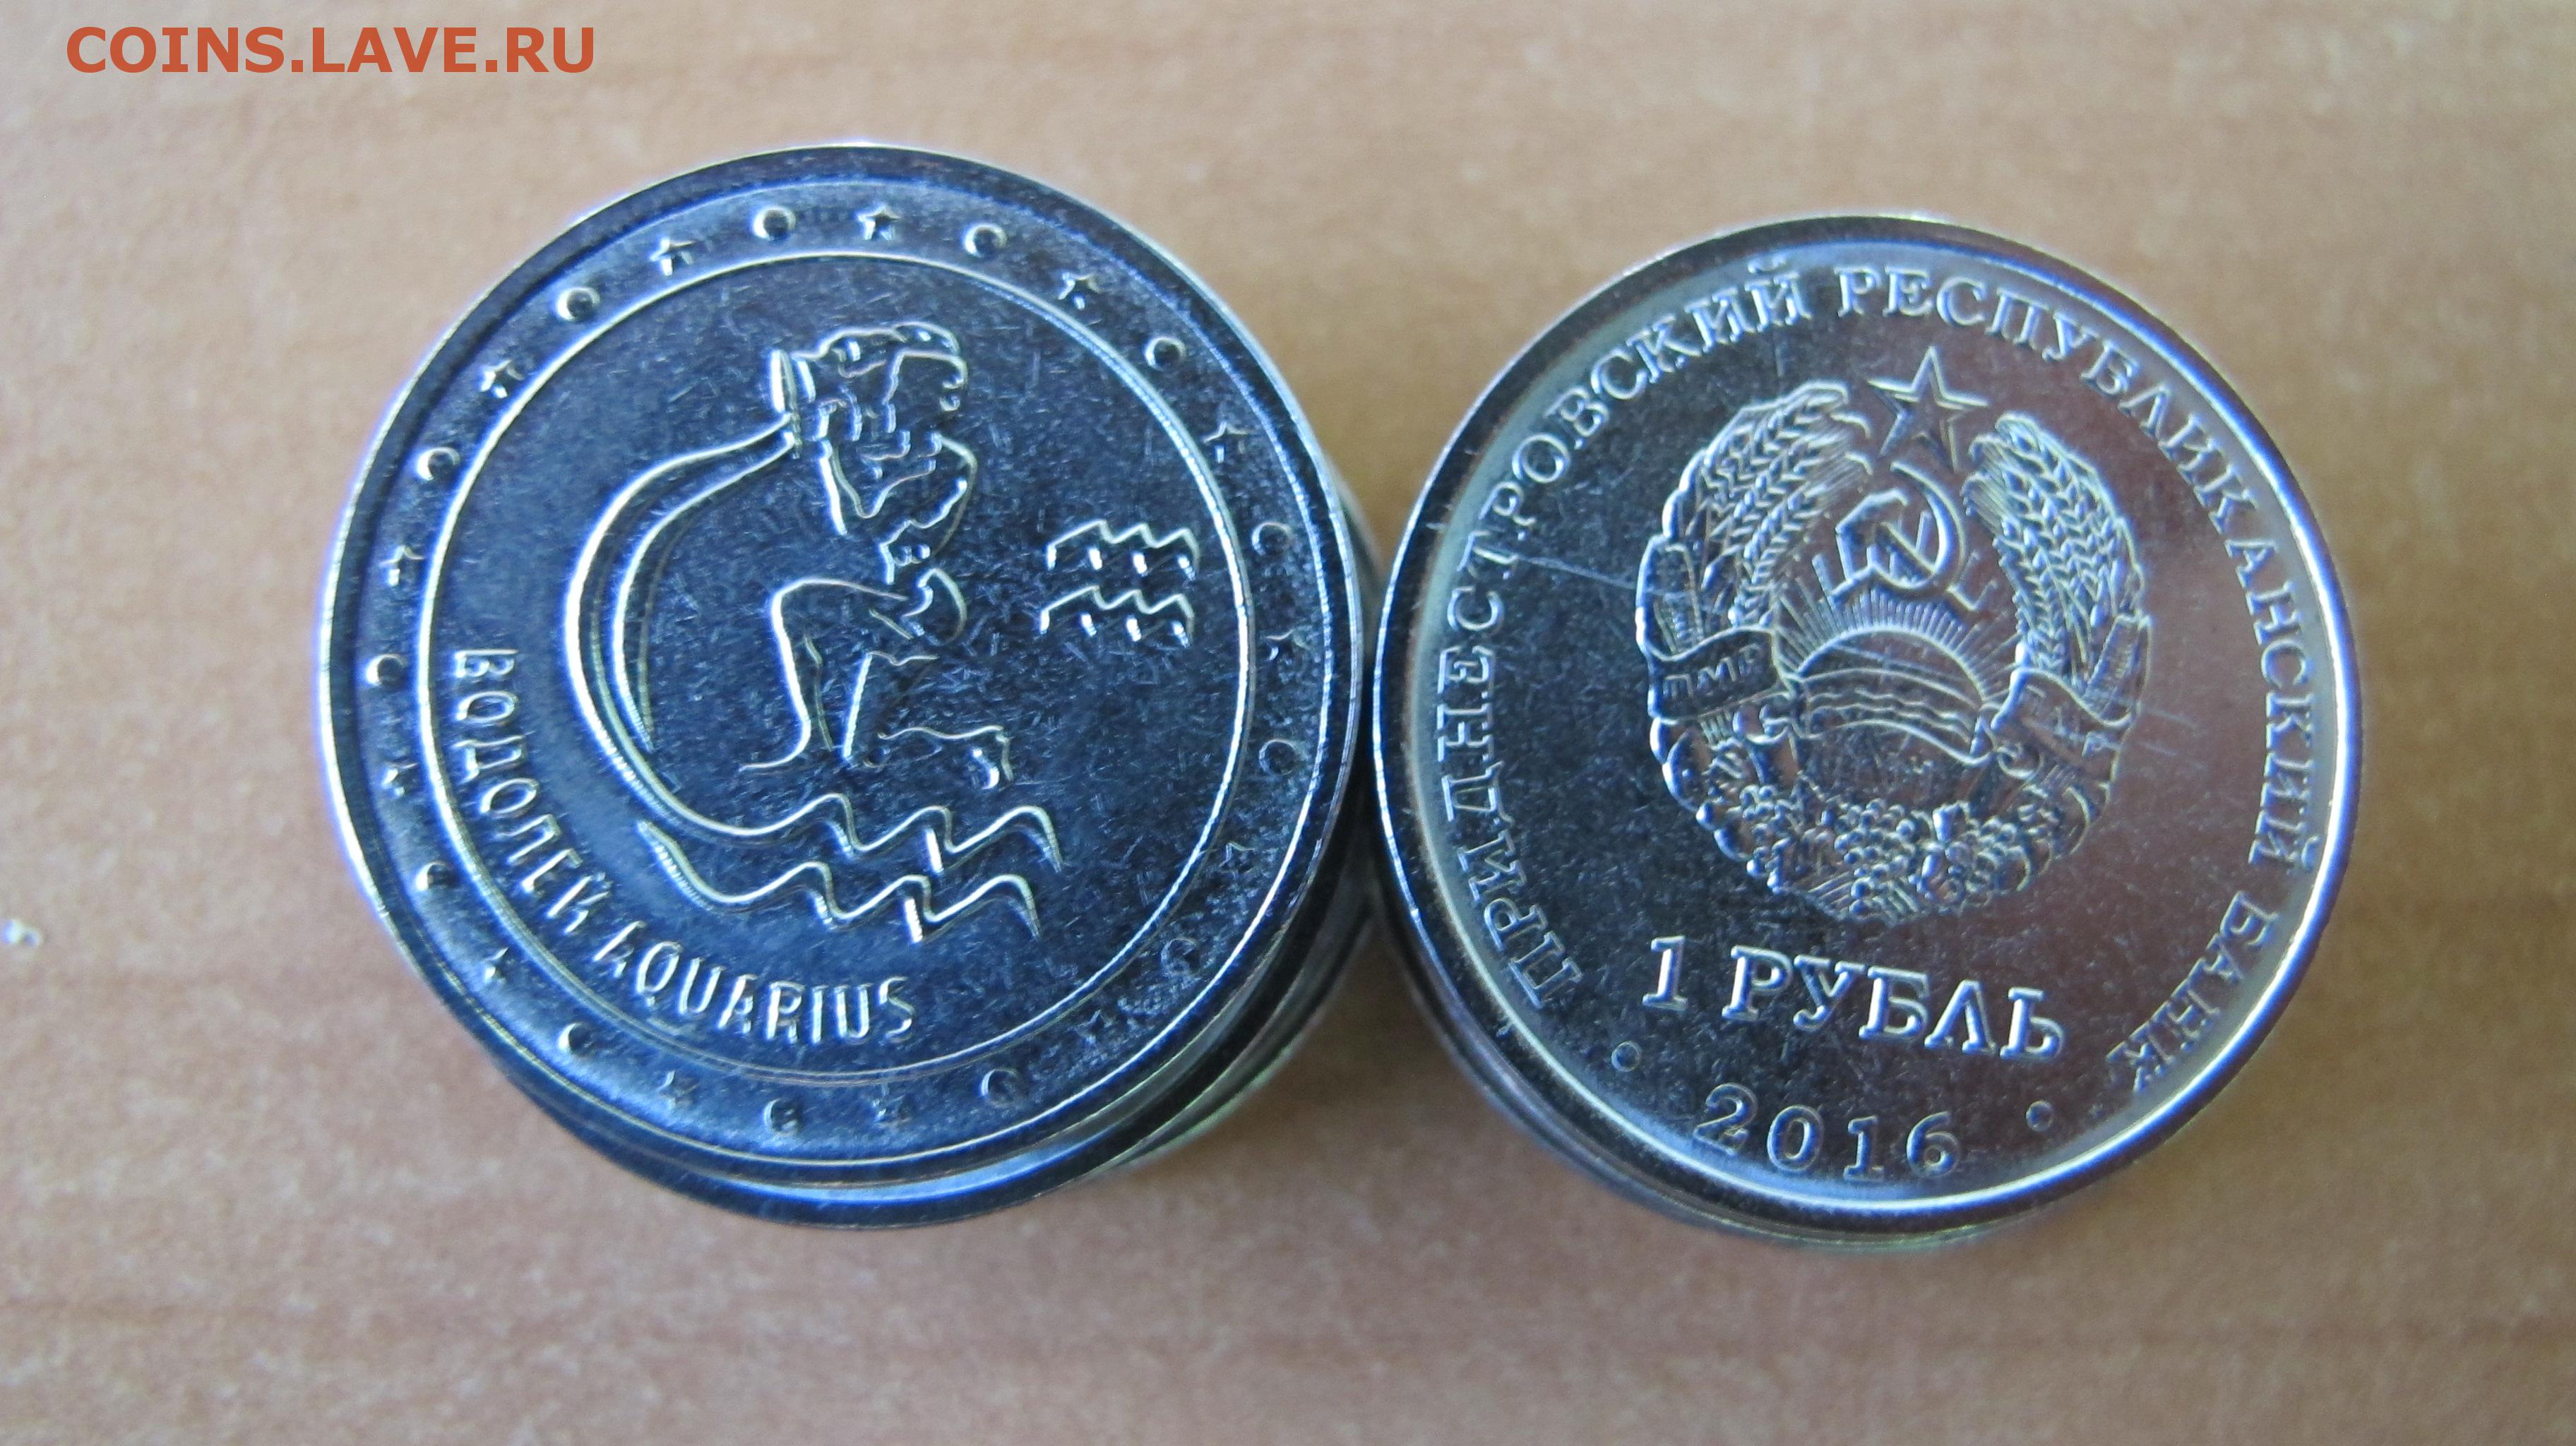 COINS.LAVE.RU
ВОДОЛЕЙ AQUARIUS
ПРИДНЕСТРОВСКИЙ РЕСПУБЛИКАНСКИЙ БАНК
ПМР
1 РУБЛЬ
• 2016 •